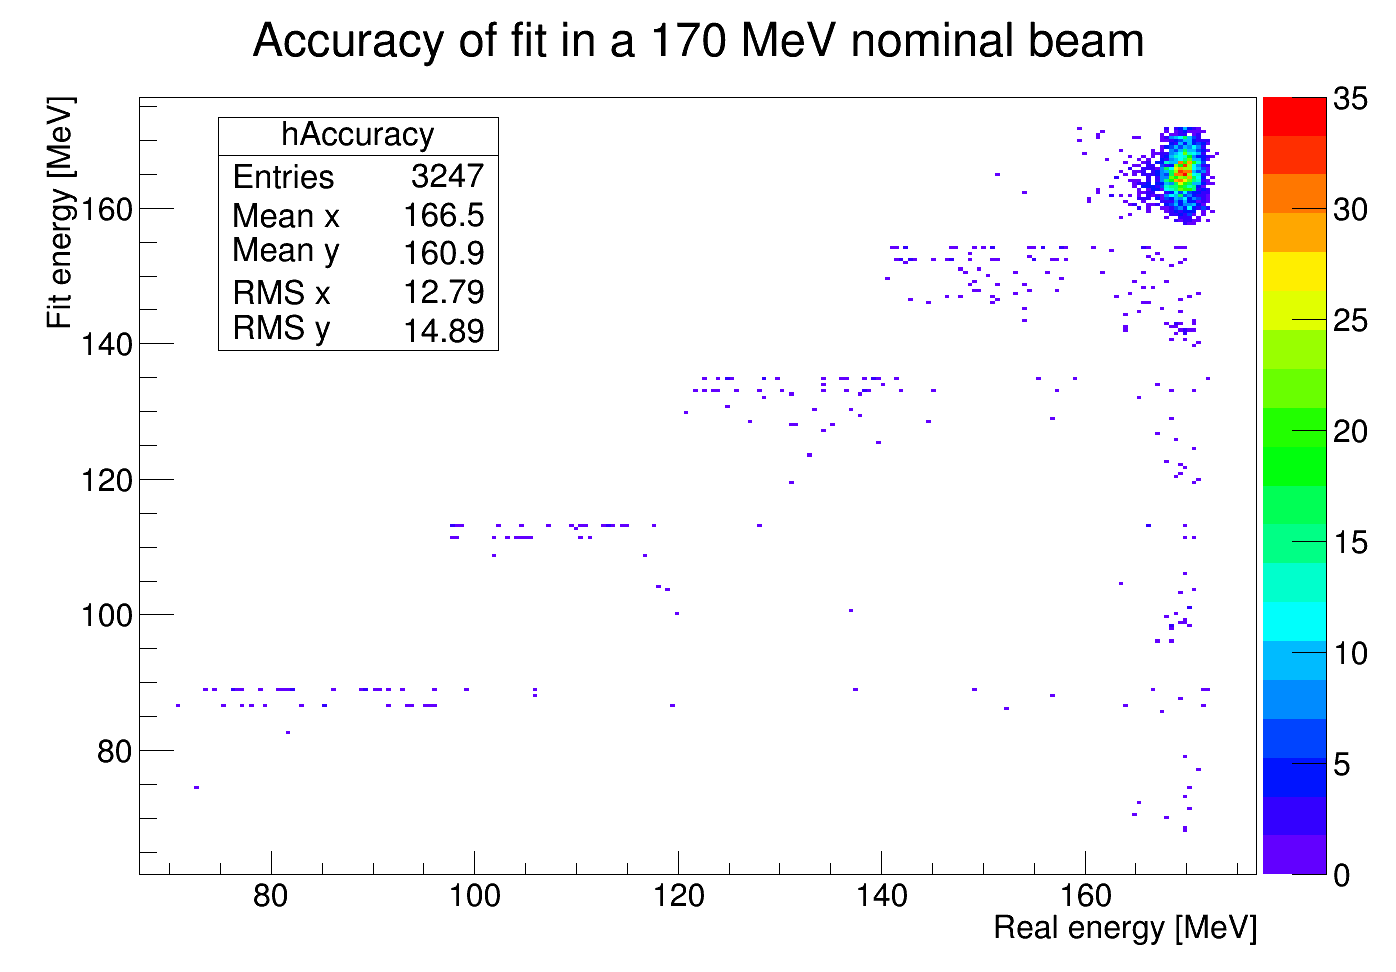 Accuracy of fit in a 170 MeV nominal beam
Fit energy [MeV]
hAccuracy
Entries 3247
Mean x 166.5
Mean y 160.9
RMS x 12.79
RMS y 14.89
160
140
120
100
80
80 100 120 140 160
Real energy [MeV]
35
30
25
20
15
10
5
0